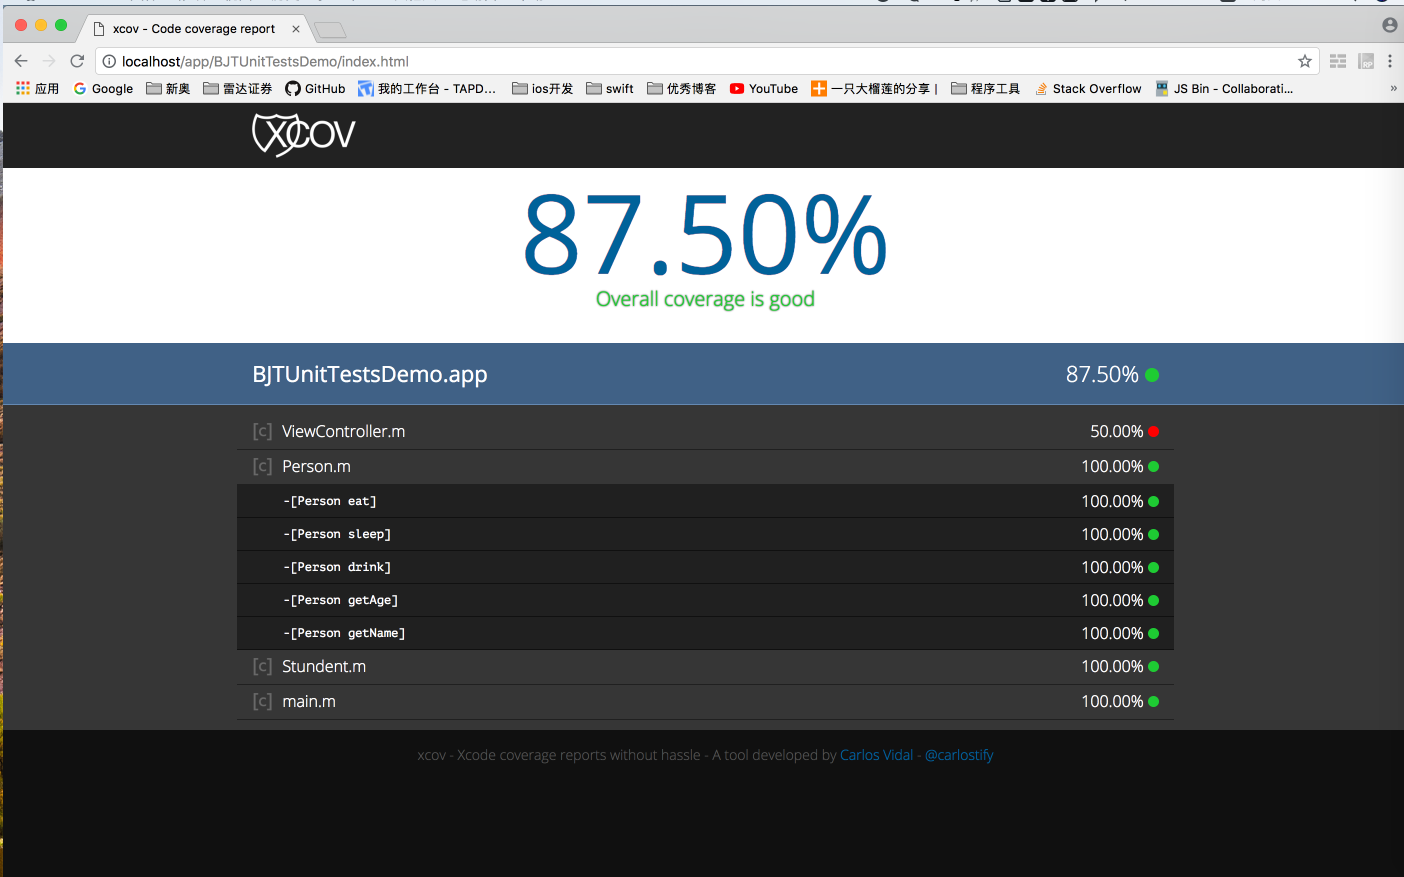 xcov - Code coverage report
localhost/app/BJTUnitTestsDemo/index.html
应用 Google 新奥 雷达证券 GitHub 我的工作台 - TAPD... ios开发 swift 优秀博客 YouTube 一只大榴莲的分享 | 程序工具 Stack Overflow JS Bin - Collaborati... »
XCOV
87.50%
Overall coverage is good
BJTUnitTestsDemo.app 87.50%
[c] ViewController.m 50.00%
[c] Person.m 100.00%
-[Person eat] 100.00%
-[Person sleep] 100.00%
-[Person drink] 100.00%
-[Person getAge] 100.00%
-[Person getName] 100.00%
[c] Stundent.m 100.00%
[c] main.m 100.00%
xcov - Xcode coverage reports without hassle - A tool developed by Carlos Vidal - @carlostify